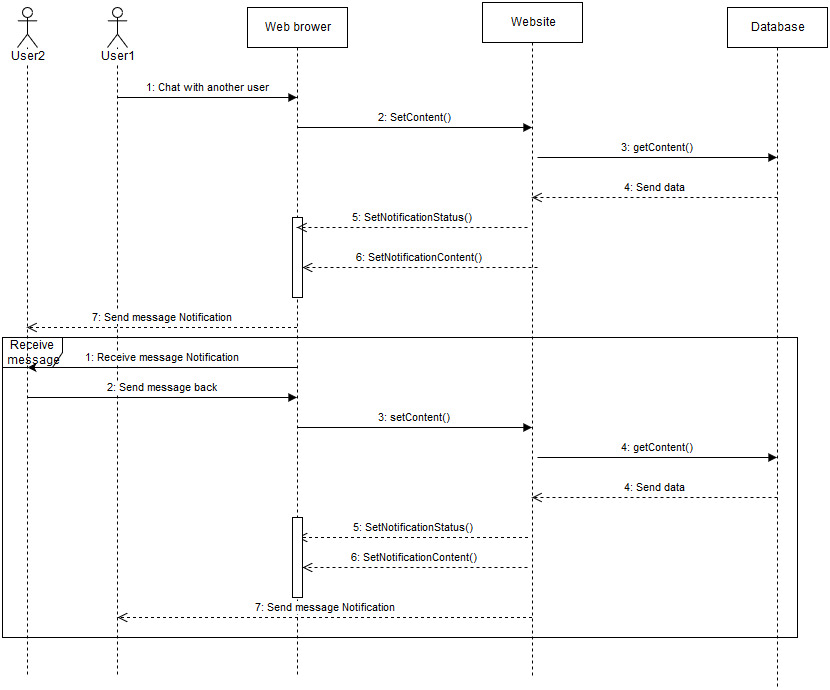 User2
User1
Web brower
Website
Database
1: Chat with another user
2: SetContent()
3: getContent()
4: Send data
5: SetNotificationStatus()
6: SetNotificationContent()
7: Send message Notification
Receive
message
1: Receive message Notification
2: Send message back
3: setContent()
4: getContent()
4: Send data
5: SetNotificationStatus()
6: SetNotificationContent()
7: Send message Notification